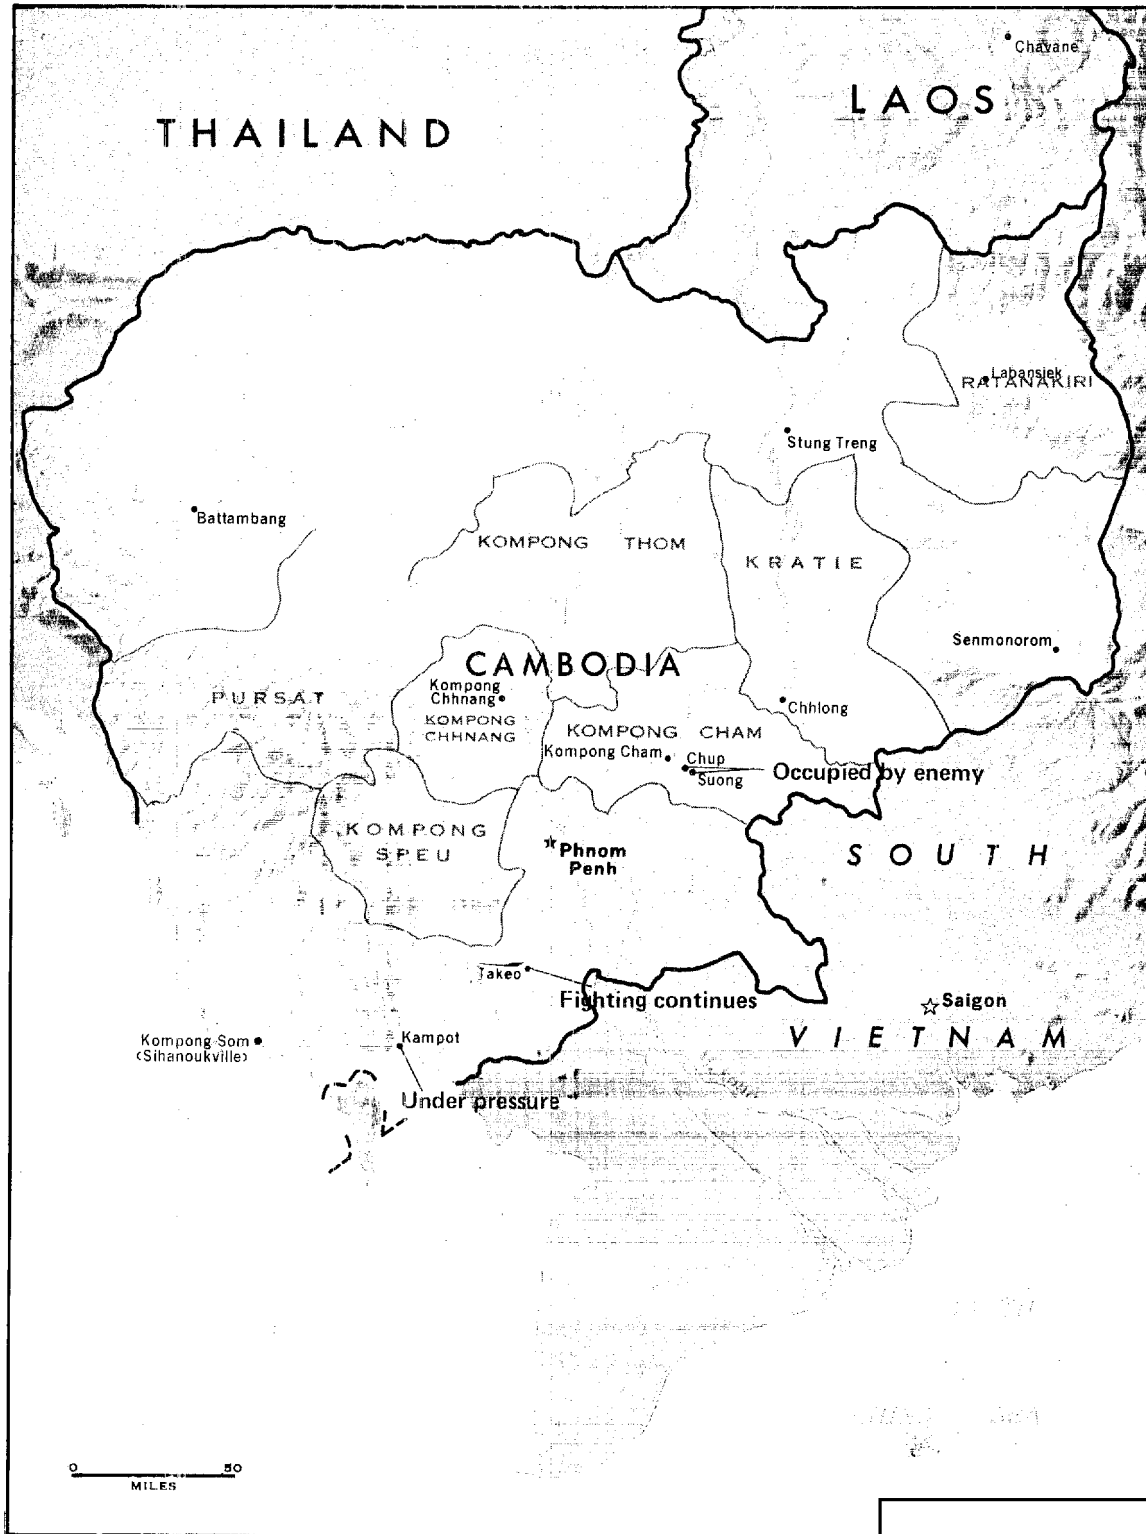 Chavane
LAOS
THAILAND
Labansiek
RATANAKIRI
Stung Treng
Battambang
KOMPONG THOM
KRATIE
Senmonorom
CAMBODIA
PURSAT
Kompong
Chhnang
KOMPONG
CHHNANG
Chhlong
KOMPONG CHAM
Kompong Cham
Chup
Suong
Occupied by enemy
KOMPONG
SPEU
Phnom
Penh
SOUTH
Takeo
Fighting continues
Saigon
VIETNAM
Kompong Som
(Sihanoukville)
Kampot
Under pressure
0 50
MILES